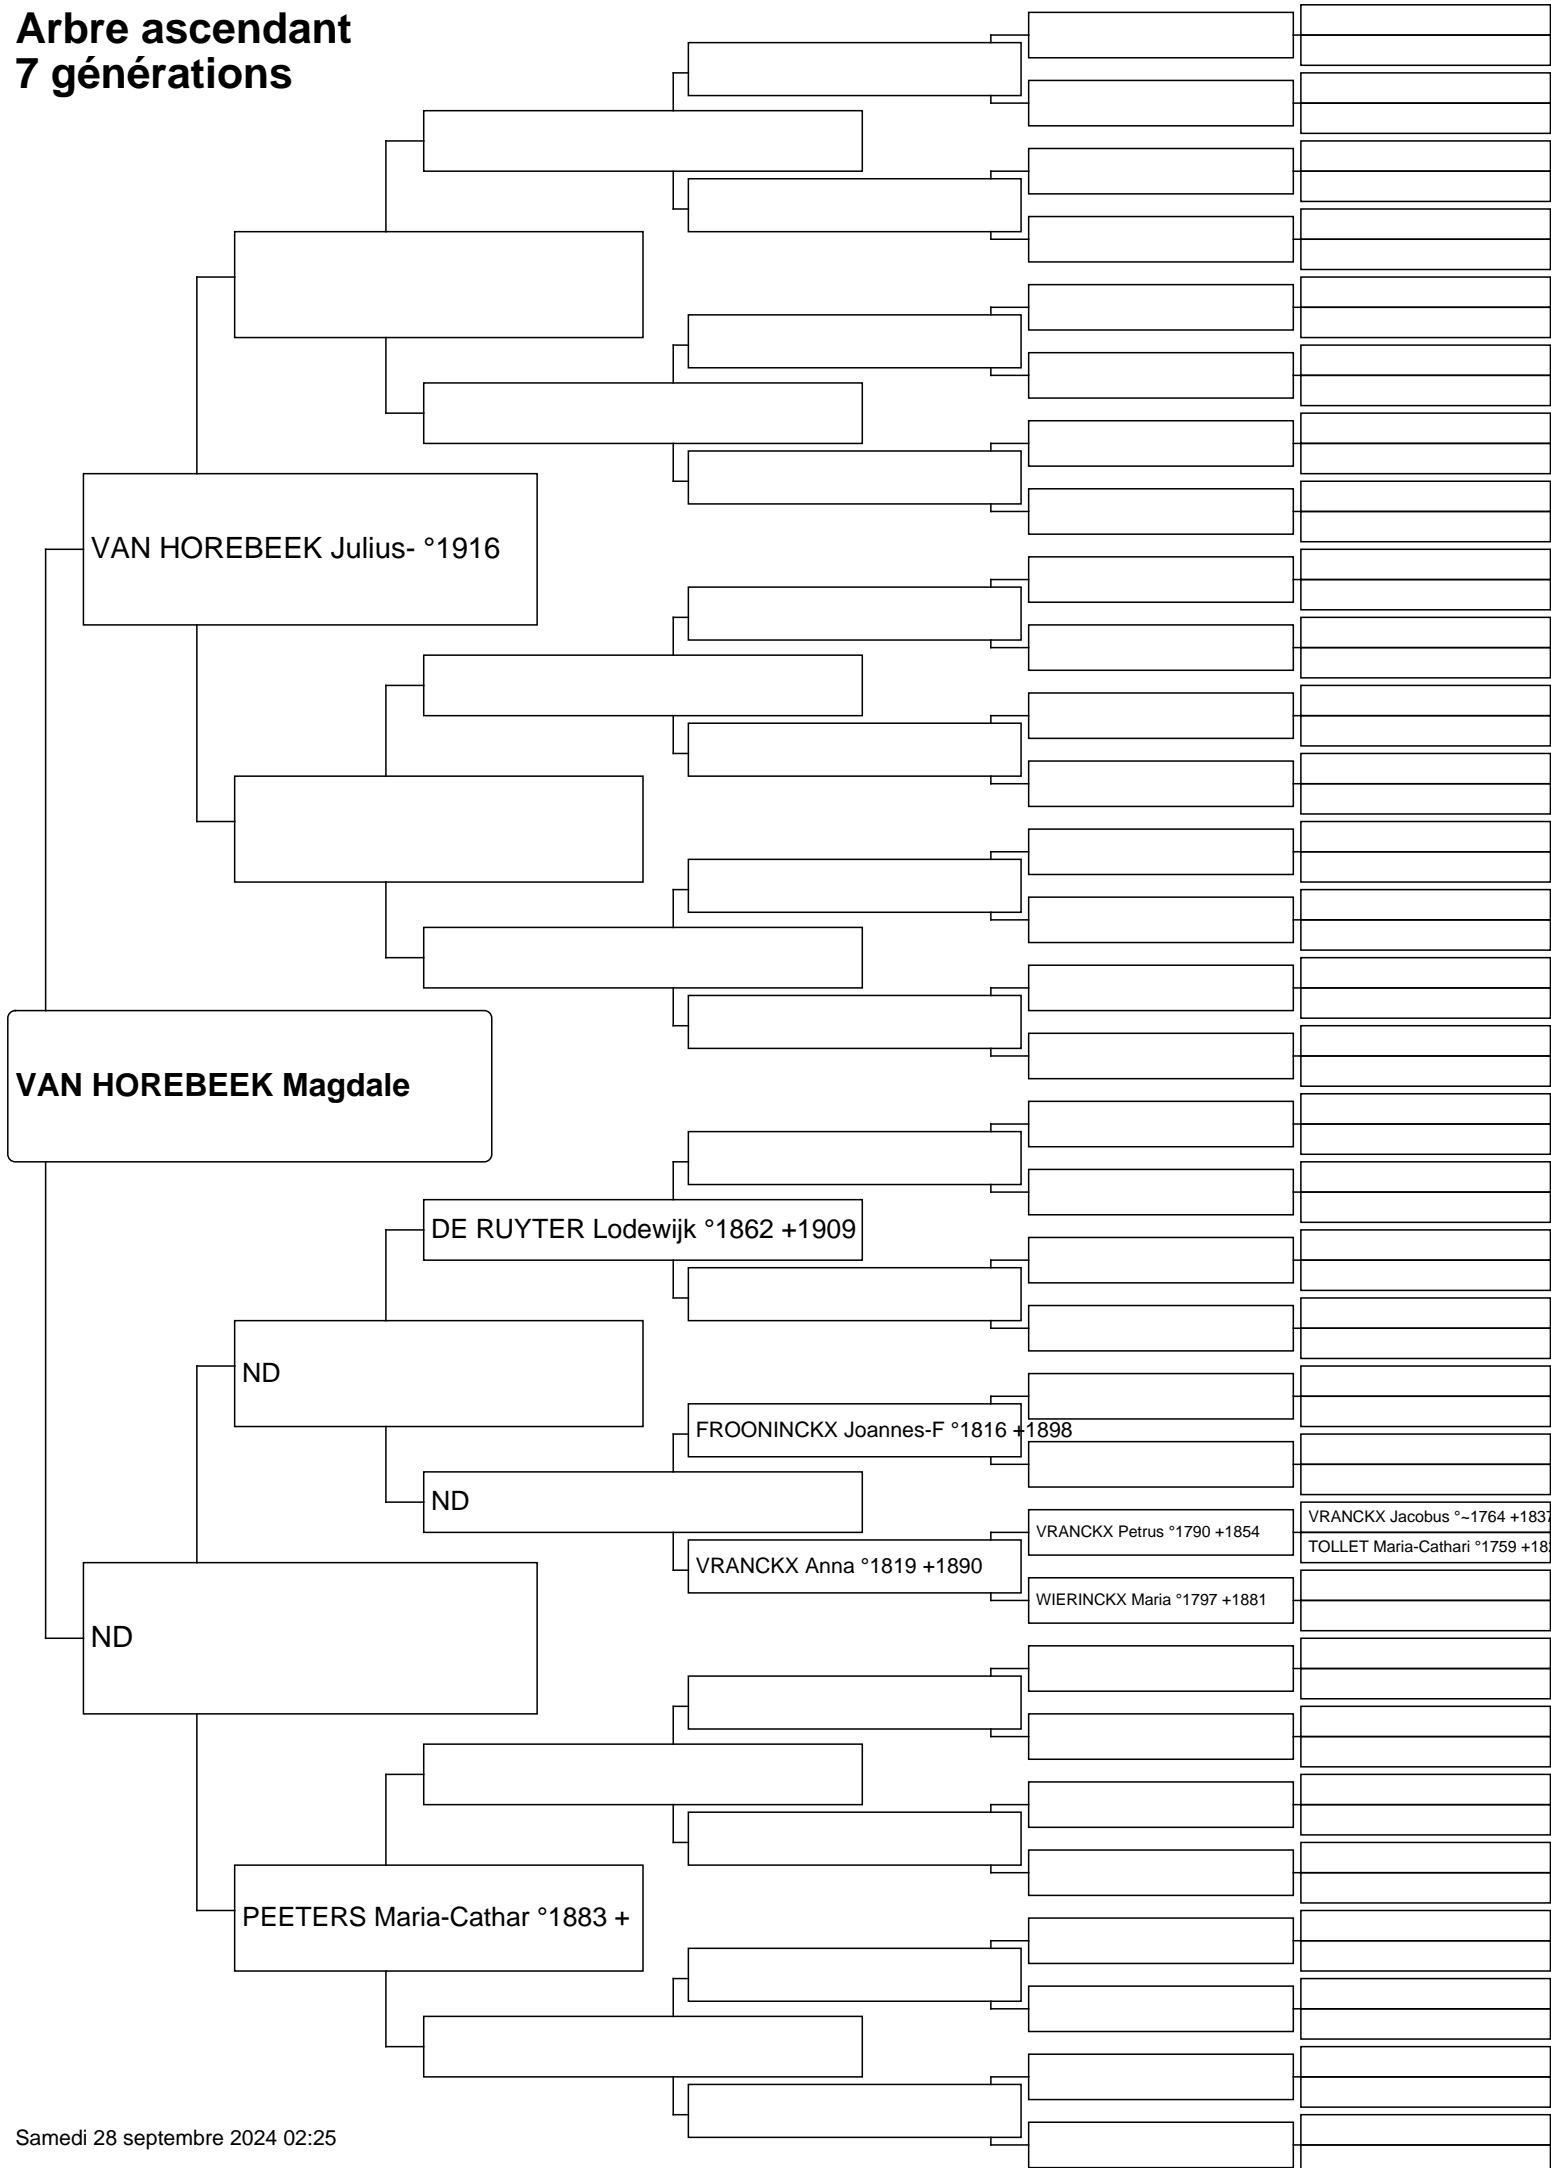 Arbre ascendant
7 générations
VAN HOREBEEK Julius- °1916
VAN HOREBEEK Magdale
DE RUYTER Lodewijk °1862 +1909
ND
FROONINCKX Joannes-F °1816 +1898
ND
VRANCKX Jacobus °~1764 +1837
VRANCKX Petrus °1790 +1854
TOLLET Maria-Cathari °1759 +18
VRANCKX Anna °1819 +1890
WIERINCKX Maria °1797 +1881
ND
PEETERS Maria-Cathar °1883 +
Samedi 28 septembre 2024 02:25